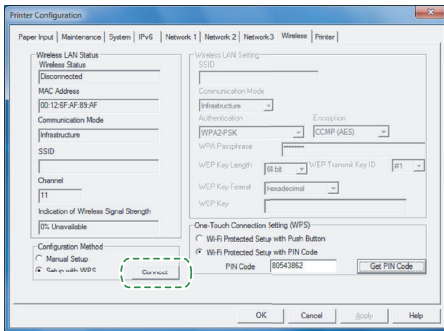 Printer Configuration
Paper Input Maintenance System IPv6 Network 1 Network 2 Network3 Wireless Printer
Wireless LAN Status
Wireless Status
Disconnected
MAC Address
00:12:6F:AF:89:AF
Communication Mode
Infrastructure
SSID
Channel
11
Indication of Wireless Signal Strength
0% Unavailable
Configuration Method
Manual Setup
Setup with WPS
Connect
Wireless LAN Setting
SSID
Communication Mode
Infrastructure
Authentication Encryption
WPA2-PSK CCMP (AES)
WPA Passphrase ********
WEP Key Length 64 bit WEP Transmit Key ID #1
WEP Key Format Hexadecimal
WEP Key
One-Touch Connection Setting (WPS)
Wi-Fi Protected Setup with Push Button
Wi-Fi Protected Setup with PIN Code
PIN Code 80543862 Get PIN Code
OK Cancel Apply Help